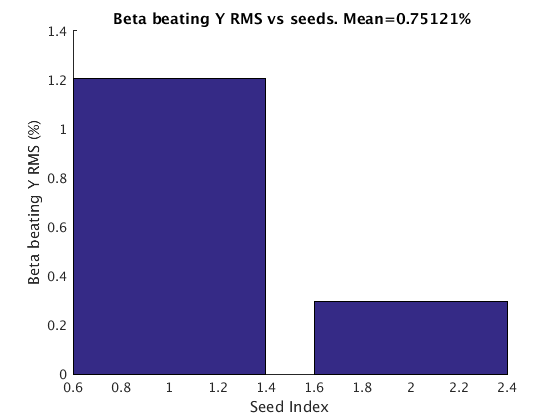 Beta beating Y RMS vs seeds. Mean=0.75121%
1.4
1.2
1
0.8
0.6
0.4
0.2
0
Beta beating Y RMS (%)
0.6 0.8 1 1.2 1.4 1.6 1.8 2 2.2 2.4
Seed Index